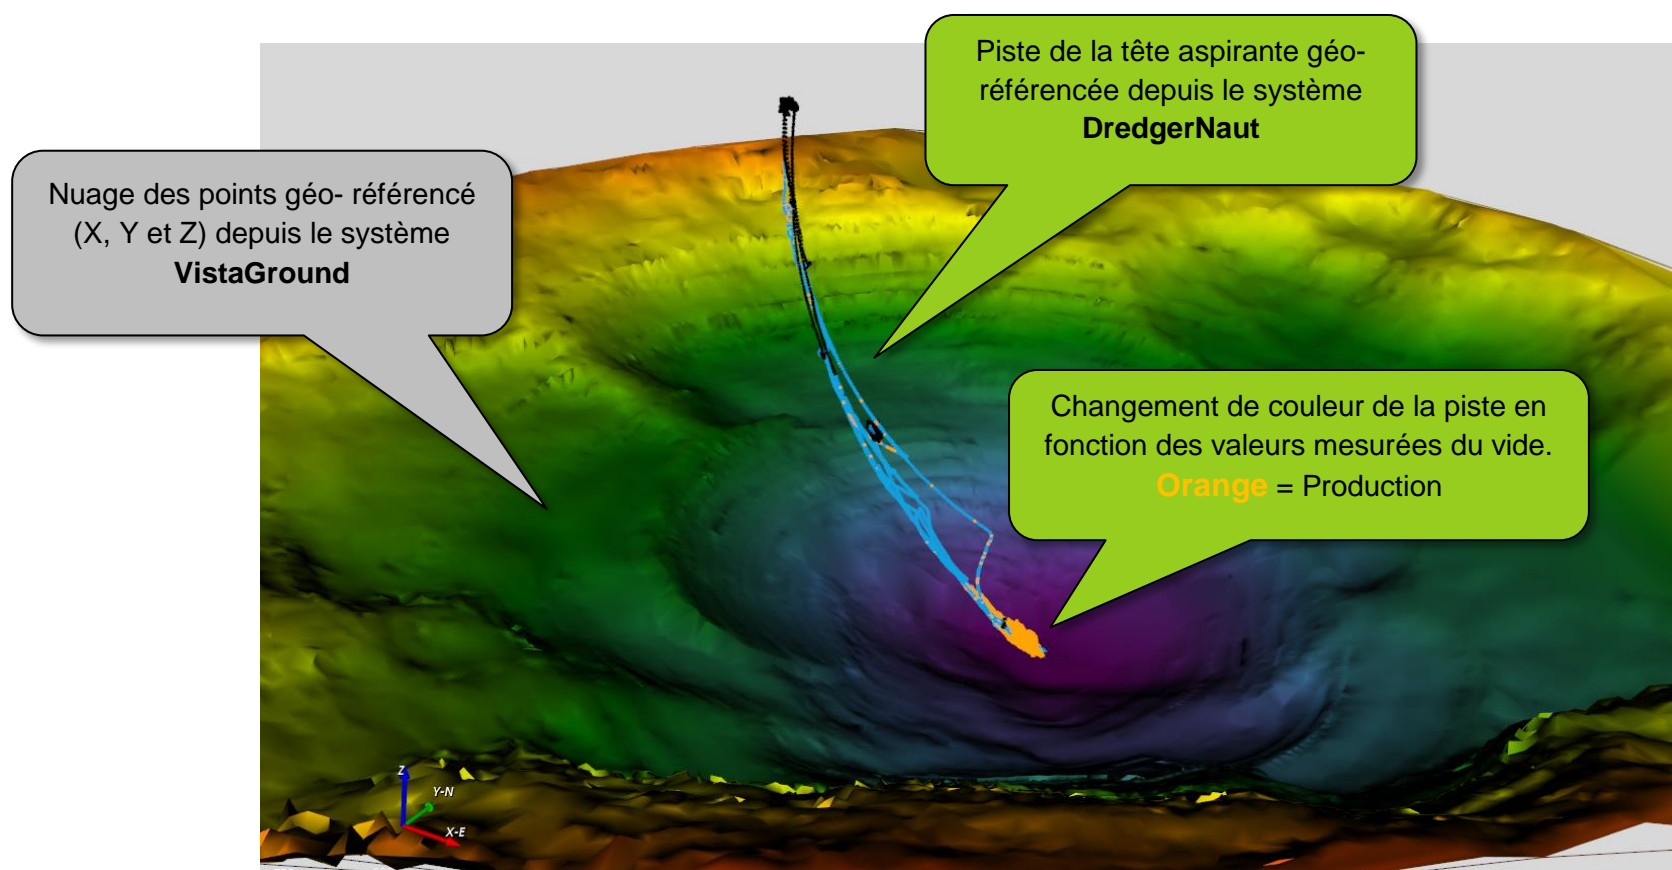 Piste de la tête aspirante géo-
référencée depuis le système
DredgerNaut
Nuage des points géo- référencé
(X, Y et Z) depuis le système
VistaGround
Changement de couleur de la piste en
fonction des valeurs mesurées du vide.
Orange = Production
Z
Y-N
X-E